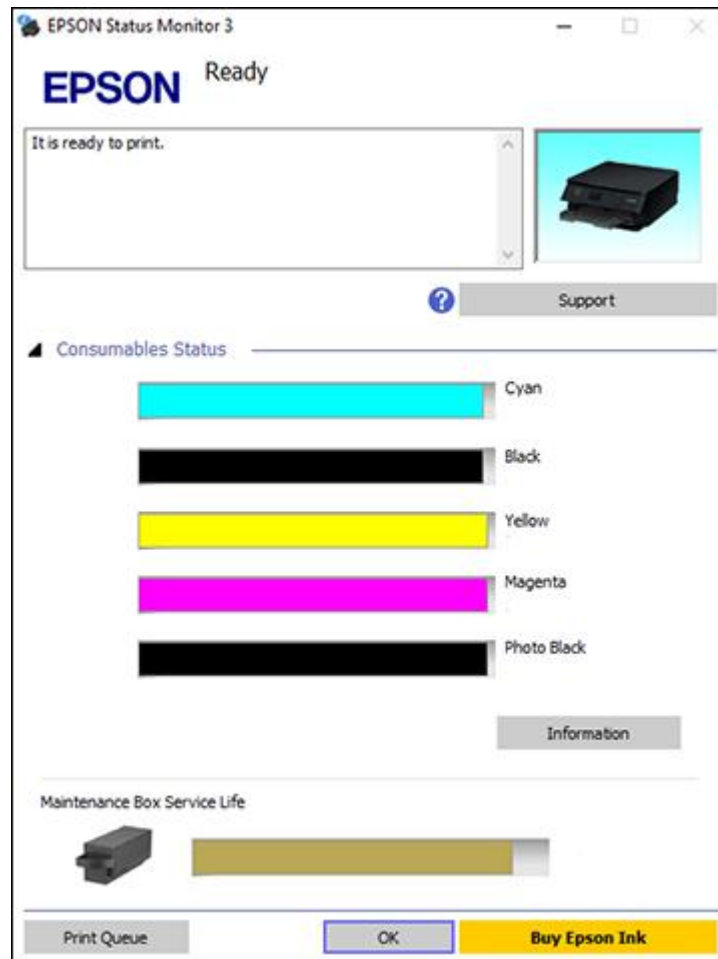 EPSON Status Monitor 3
EPSON
Ready
It is ready to print.
?
Support
Consumables Status
Cyan
Black
Yellow
Magenta
Photo Black
Information
Maintenance Box Service Life
Print Queue
OK
Buy Epson Ink